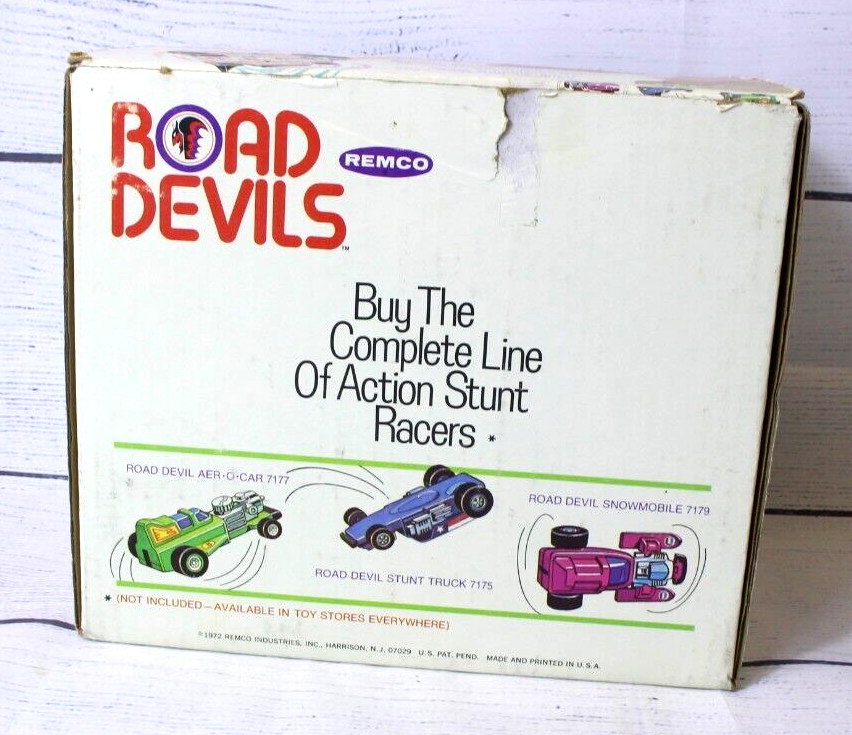 ROAD
DEVILS™
REMCO
Buy The
Complete Line
Of Action Stunt
Racers *
ROAD DEVIL AER·O·CAR 7177
ROAD DEVIL STUNT TRUCK 7175
ROAD DEVIL SNOWMOBILE 7179
* (NOT INCLUDED—AVAILABLE IN TOY STORES EVERYWHERE)
©1972 REMCO INDUSTRIES, INC., HARRISON, N.J. 07029 U.S. PAT. PEND. MADE AND PRINTED IN U.S.A.